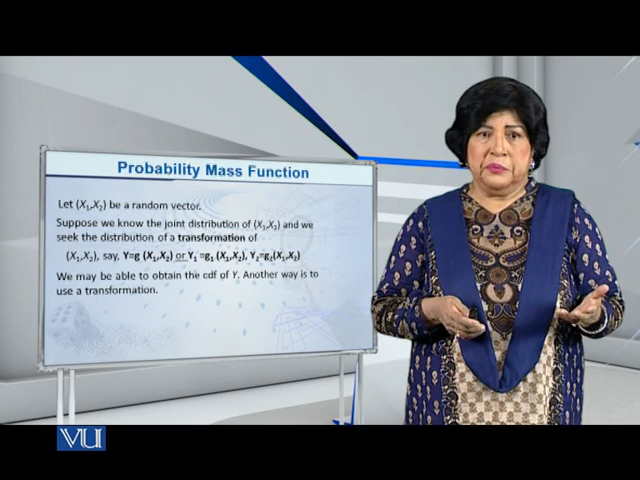 Probability Mass Function
Let (X₁,X₂) be a random vector.
Suppose we know the joint distribution of (X₁,X₂) and we
seek the distribution of a transformation of
(X₁,X₂), say, Y=g (X₁,X₂) or Y₁ =g₁ (X₁,X₂), Y₂=g₂(X₁,X₂)
We may be able to obtain the cdf of Y. Another way is to
use a transformation.
VU